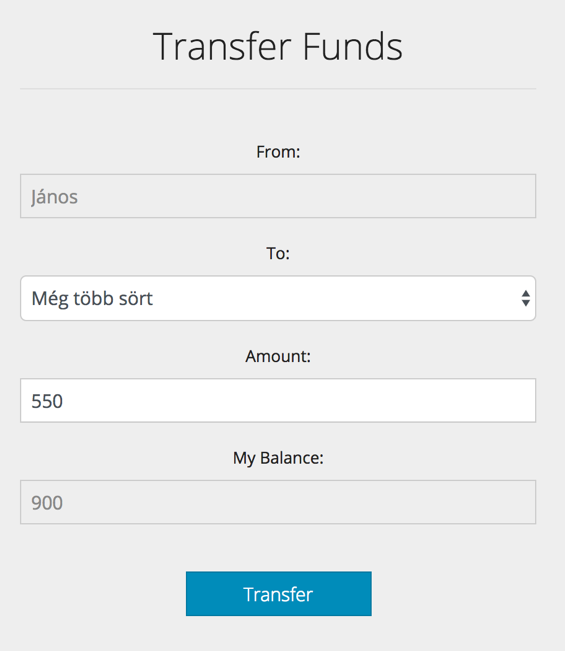 Transfer Funds
From:
János
To:
Még több sört
Amount:
550
My Balance:
900
Transfer